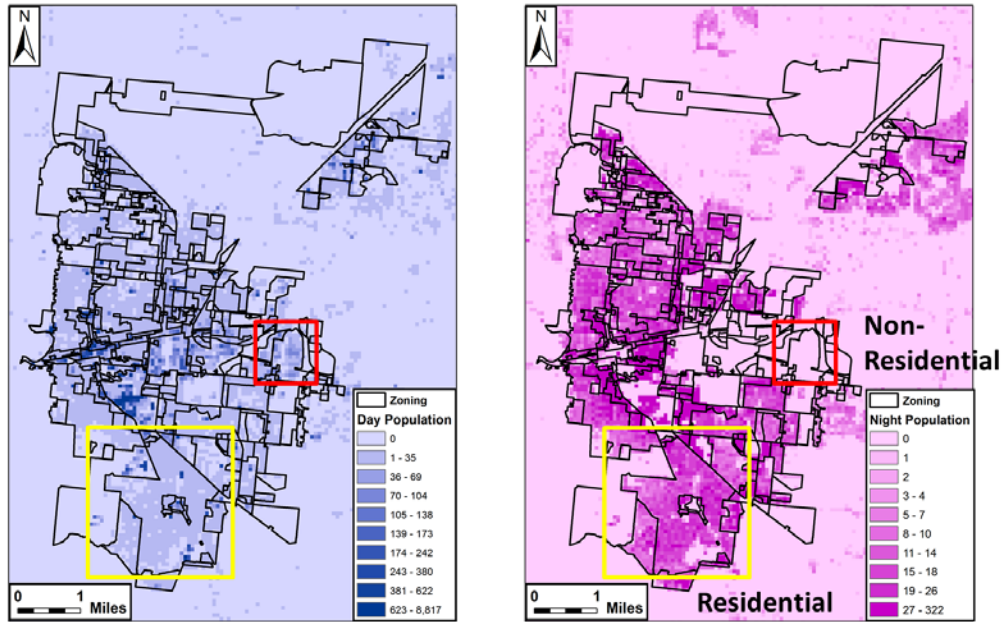 N
Zoning
Day Population
0
1 - 35
36 - 69
70 - 104
105 - 138
139 - 173
174 - 242
243 - 380
381 - 622
623 - 8,817
0 1
Miles
N
Non-
Residential
Zoning
Night Population
0
1
2
3 - 4
5 - 7
8 - 10
11 - 14
15 - 18
19 - 26
27 - 322
0 1
Miles
Residential